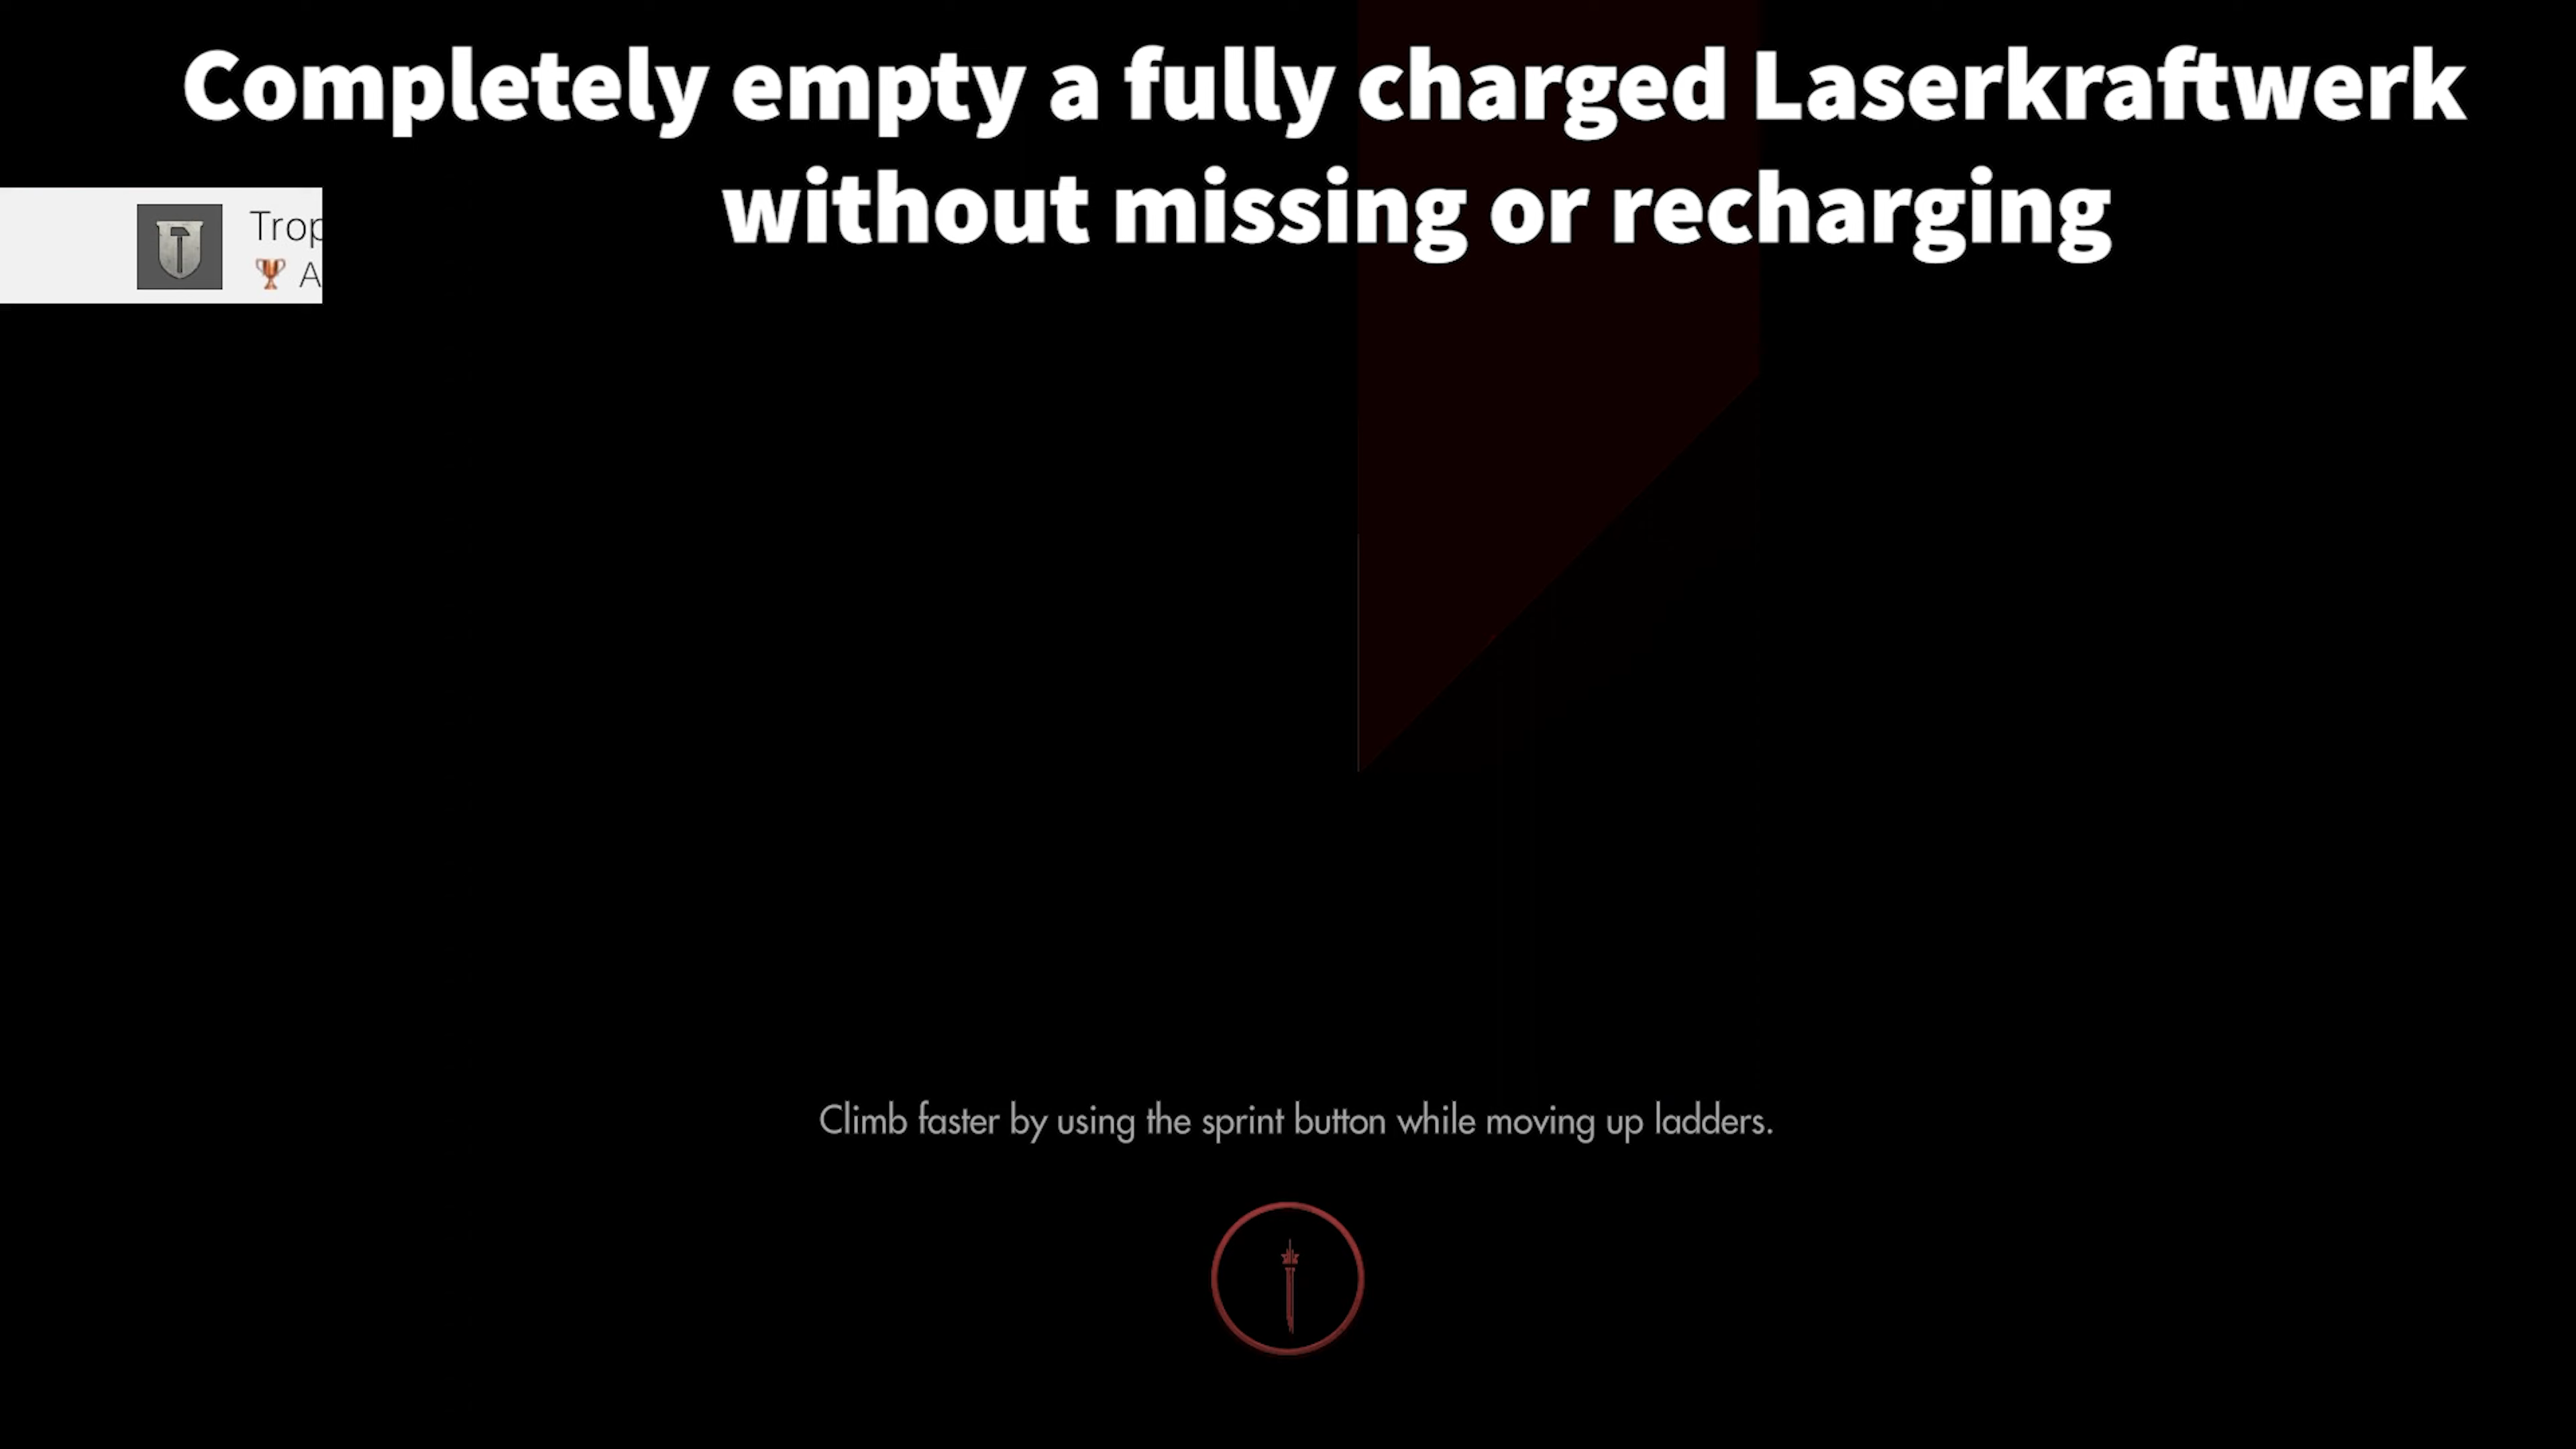 Completely empty a fully charged Laserkraftwerk
without missing or recharging
Trop
A
Climb faster by using the sprint button while moving up ladders.